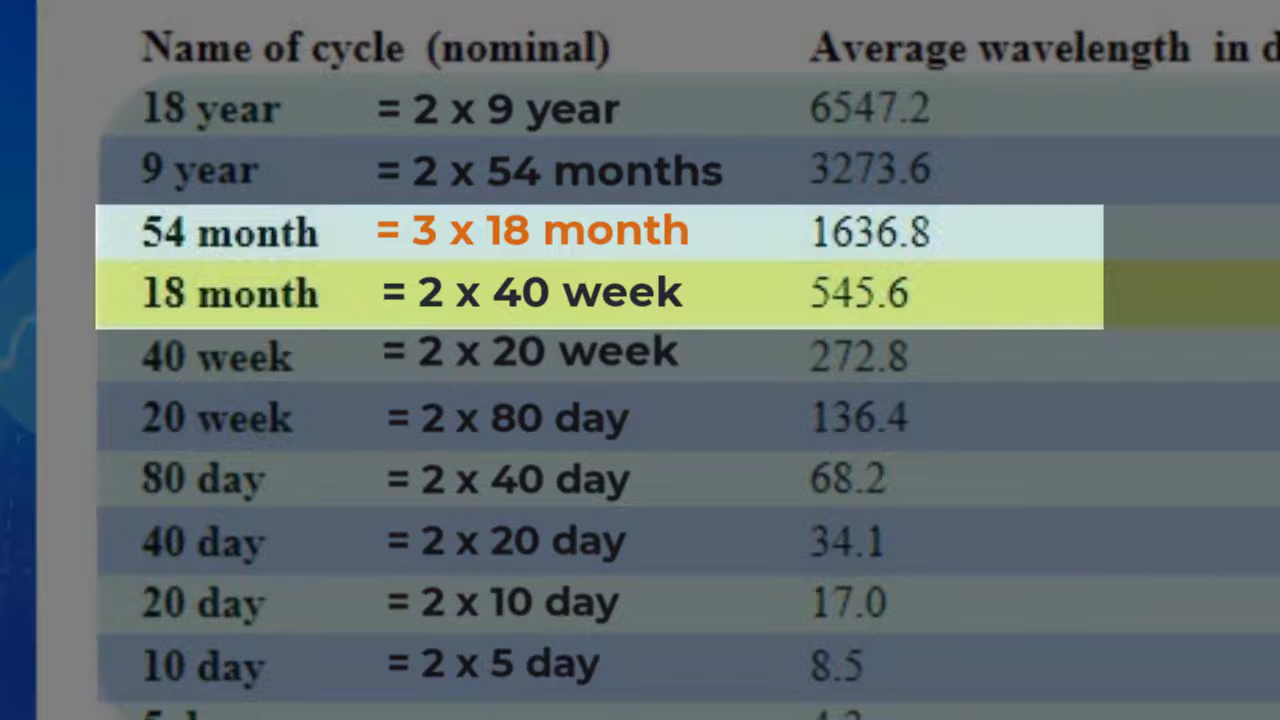 Name of cycle (nominal) Average wavelength in
18 year = 2 x 9 year 6547.2
9 year = 2 x 54 months 3273.6
54 month = 3 x 18 month 1636.8
18 month = 2 x 40 week 545.6
40 week = 2 x 20 week 272.8
20 week = 2 x 80 day 136.4
80 day = 2 x 40 day 68.2
40 day = 2 x 20 day 34.1
20 day = 2 x 10 day 17.0
10 day = 2 x 5 day 8.5